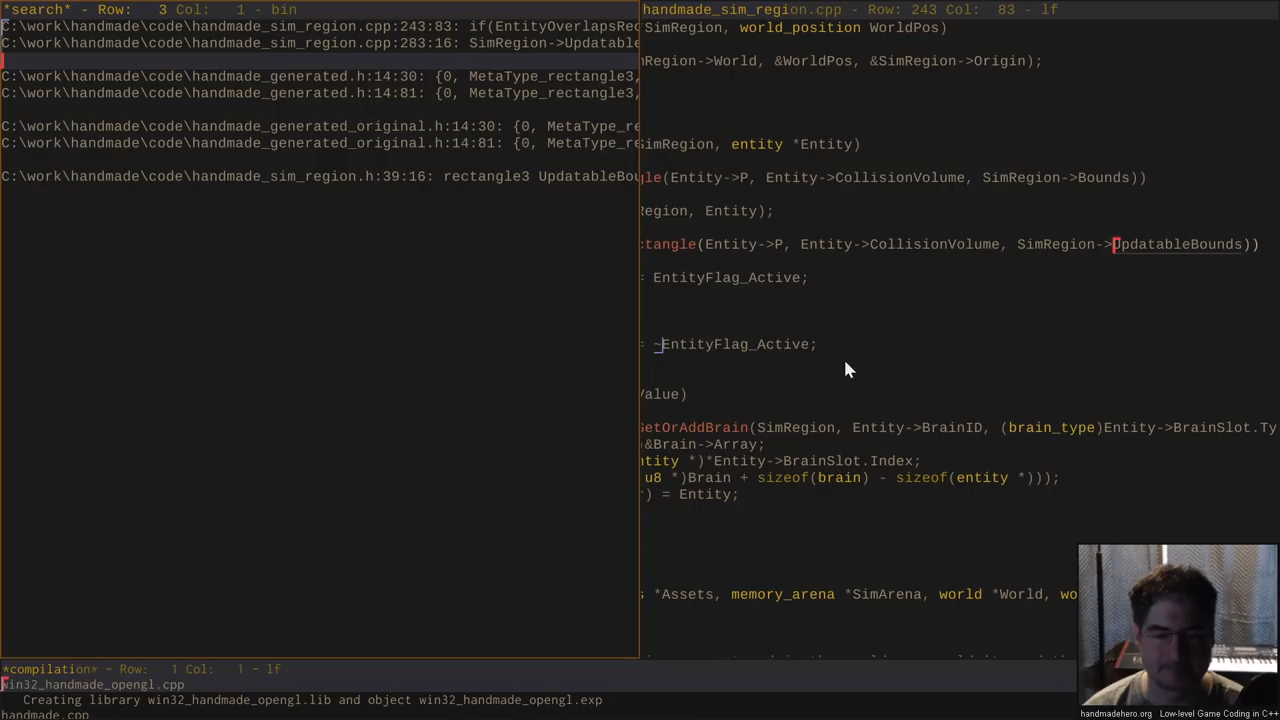 *search* - Row: 3 Col: 1 - bin
C:\work\handmade\code\handmade_sim_region.cpp:243:83: if(EntityOverlapsRec
C:\work\handmade\code\handmade_sim_region.cpp:283:16: SimRegion->Updatable
C:\work\handmade\code\handmade_generated.h:14:30: {0, MetaType_rectangle3,
C:\work\handmade\code\handmade_generated.h:14:81: {0, MetaType_rectangle3,
C:\work\handmade\code\handmade_generated_original.h:14:30: {0, MetaType_re
C:\work\handmade\code\handmade_generated_original.h:14:81: {0, MetaType_re
C:\work\handmade\code\handmade_sim_region.h:39:16: rectangle3 UpdatableBou
handmade_sim_region.cpp - Row: 243 Col: 83 - lf
SimRegion, world_position WorldPos)
mRegion->World, &WorldPos, &SimRegion->Origin);
SimRegion, entity *Entity)
gle(Entity->P, Entity->CollisionVolume, SimRegion->Bounds))
Region, Entity);
ctangle(Entity->P, Entity->CollisionVolume, SimRegion->UpdatableBounds))
= EntityFlag_Active;
= ~EntityFlag_Active;
Value)
GetOrAddBrain(SimRegion, Entity->BrainID, (brain_type)Entity->BrainSlot.Ty
&Brain->Array;
ntity *)*Entity->BrainSlot.Index;
u8 *)Brain + sizeof(brain) - sizeof(entity *)));
r) = Entity;
s *Assets, memory_arena *SimArena, world *World, wo
*compilation* - Row: 1 Col: 1 - lf
win32_handmade_opengl.cpp
Creating library win32_handmade_opengl.lib and object win32_handmade_opengl.exp
handmade.cpp
handmadehero.org Low-level Game Coding in C++